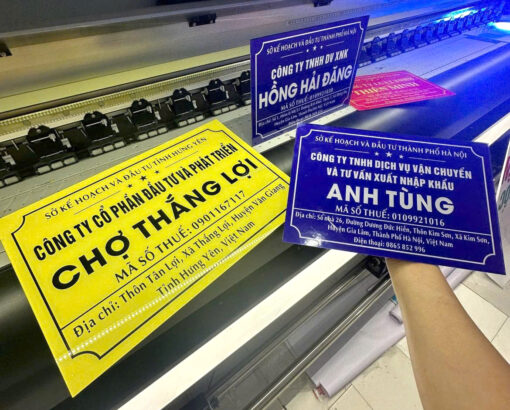 SỞ KẾ HOẠCH VÀ ĐẦU TƯ THÀNH PHỐ HÀ NỘI
CÔNG TY TNHH DV XNK
HỒNG HẢI ĐĂNG
MÃ SỐ THUẾ:
SỞ KẾ HOẠCH VÀ ĐẦU TƯ TỈNH HƯNG YÊN
CÔNG TY CỔ PHẦN ĐẦU TƯ VÀ PHÁT TRIỂN
CHỢ THẮNG LỢI
MÃ SỐ THUẾ: 0901167117
Địa chỉ: Thôn Tân Lợi, Xã Thắng Lợi, Huyện Văn Giang
Tỉnh Hưng Yên, Việt Nam
SỞ KẾ HOẠCH VÀ ĐẦU TƯ THÀNH PHỐ HÀ NỘI
CÔNG TY TNHH DỊCH VỤ VẬN CHUYỂN
VÀ TƯ VẤN XUẤT NHẬP KHẨU
ANH TÙNG
MÃ SỐ THUẾ: 0109921016
Địa chỉ: Số nhà 26, Đường Dương Đức Hiền, Thôn Kim Sơn, Xã Kim Sơn,
Huyện Gia Lâm, Thành Phố Hà Nội, Việt Nam
Điện thoại: 0865 852 996